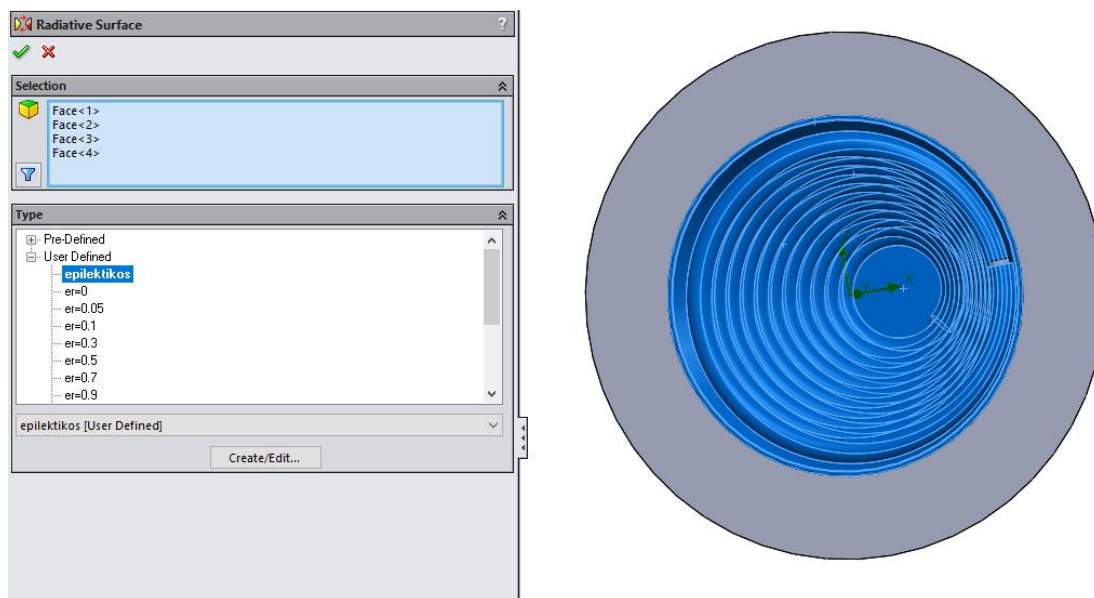 Radiative Surface
?
Selection
Face<1>
Face<2>
Face<3>
Face<4>
Type
Pre-Defined
User Defined
epilektikos
er=0
er=0.05
er=0.1
er=0.3
er=0.5
er=0.7
er=0.9
epilektikos [User Defined]
Create/Edit...
Y X